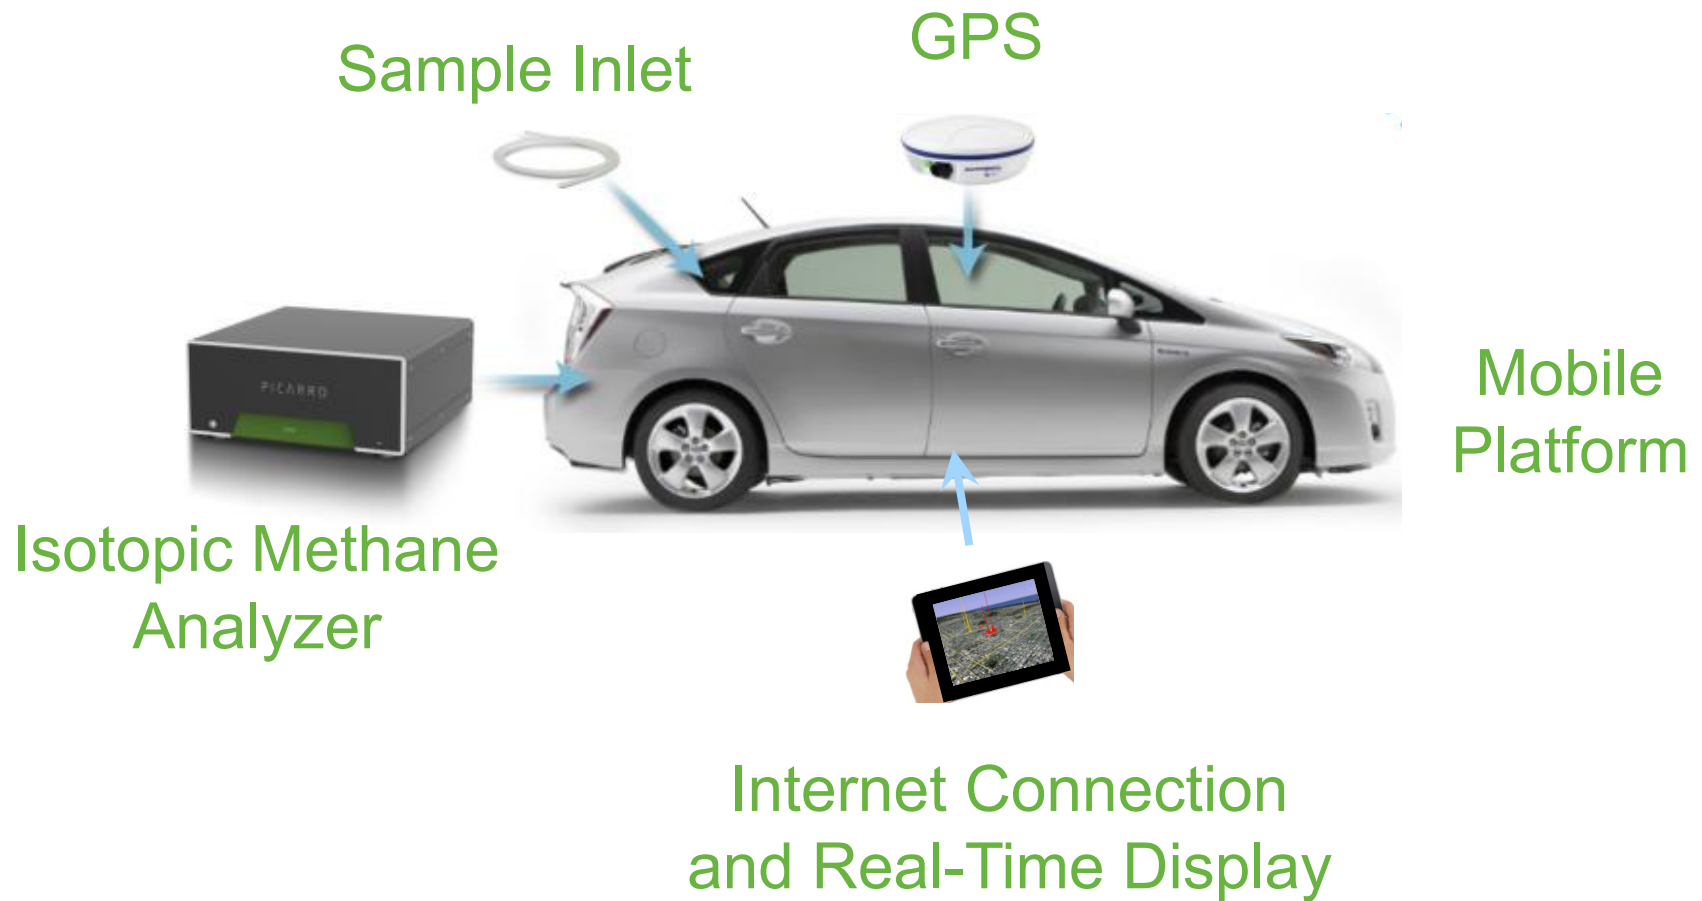 GPS
Sample Inlet
PICARRO
Mobile
Platform
Isotopic Methane
Analyzer
Internet Connection
and Real-Time Display